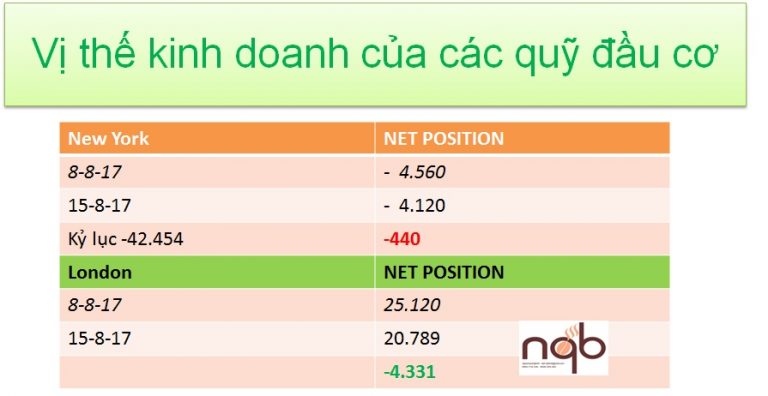 Vị thế kinh doanh của các quỹ đầu cơ
New York NET POSITION
8-8-17 - 4.560
15-8-17 - 4.120
Kỷ lục -42.454 -440
London NET POSITION
8-8-17 25.120
15-8-17 20.789
-4.331
nqb